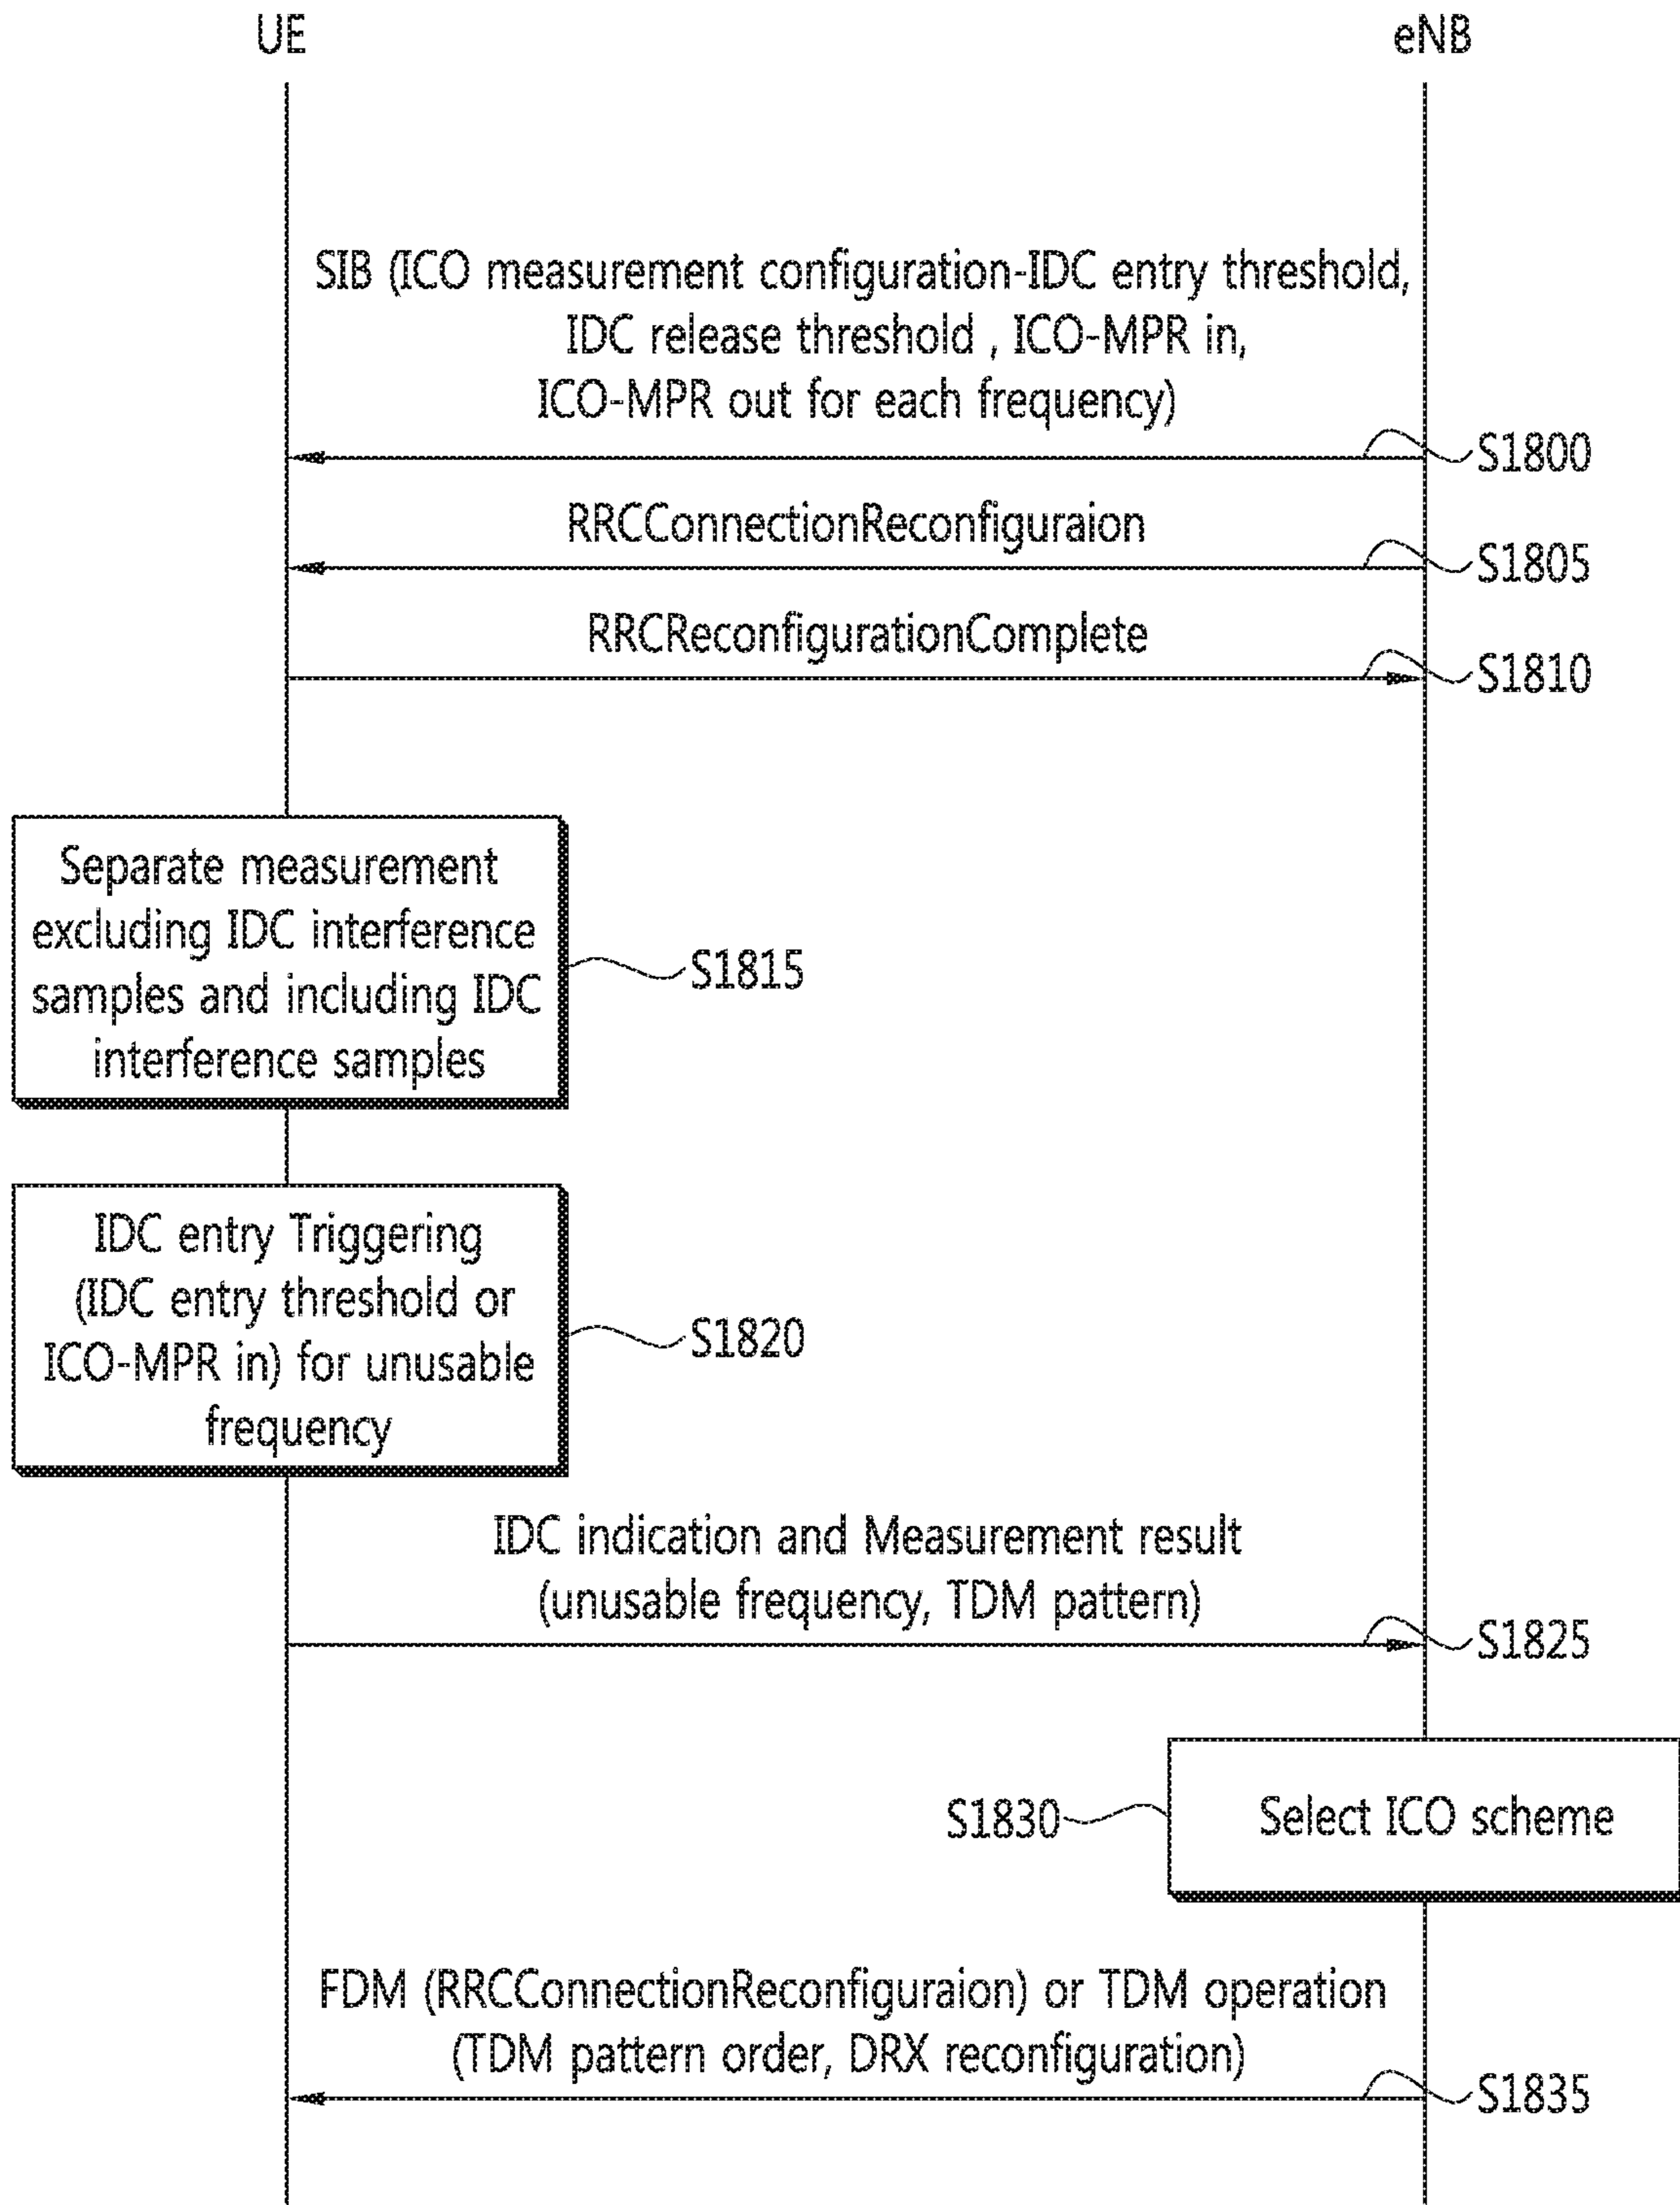 UE
eNB
SIB (ICO measurement configuration-IDC entry threshold,
IDC release threshold , ICO-MPR in,
ICO-MPR out for each frequency)
S1800
RRCConnectionReconfiguraion
S1805
RRCReconfigurationComplete
S1810
Separate measurement
excluding IDC interference
samples and including IDC
interference samples
S1815
IDC entry Triggering
(IDC entry threshold or
ICO-MPR in) for unusable
frequency
S1820
IDC indication and Measurement result
(unusable frequency, TDM pattern)
S1825
S1830
Select ICO scheme
FDM (RRCConnectionReconfiguraion) or TDM operation
(TDM pattern order, DRX reconfiguration)
S1835